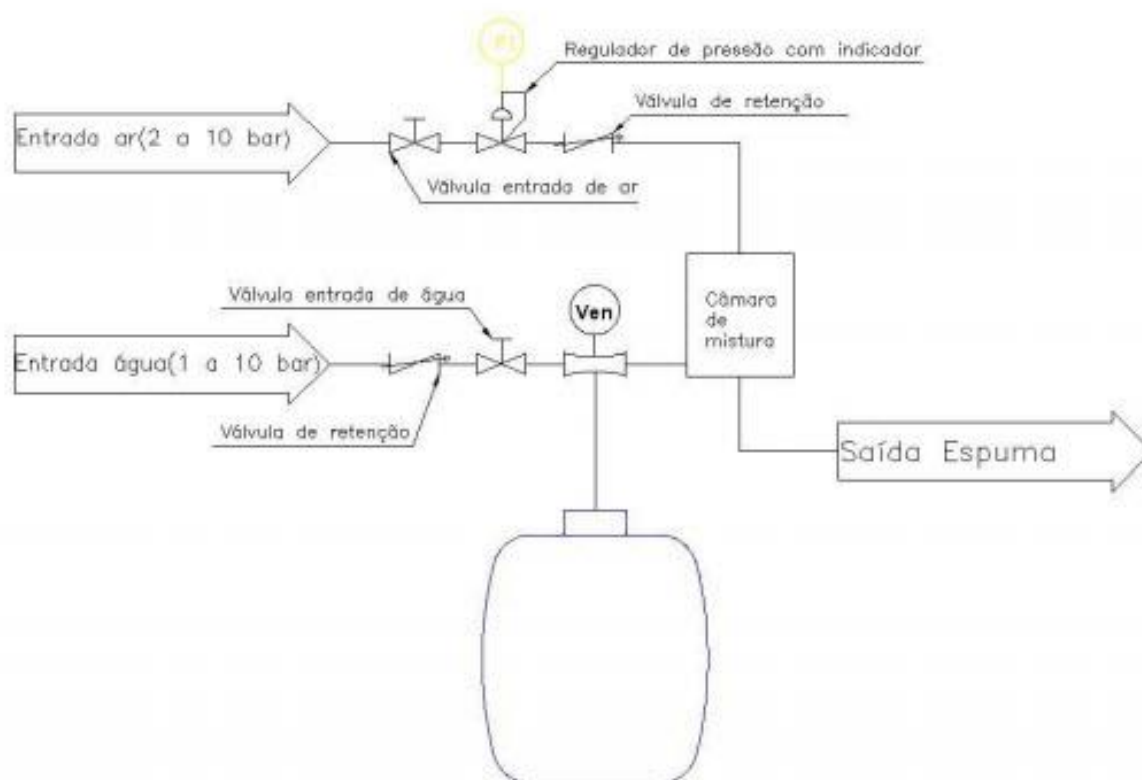 PI
Regulador de pressão com indicador
Válvula de retenção
Entrada ar(2 a 10 bar)
Válvula entrada de ar
Válvula entrada de água
Ven
Câmara
de
mistura
Entrada água(1 a 10 bar)
Válvula de retenção
Saída Espuma